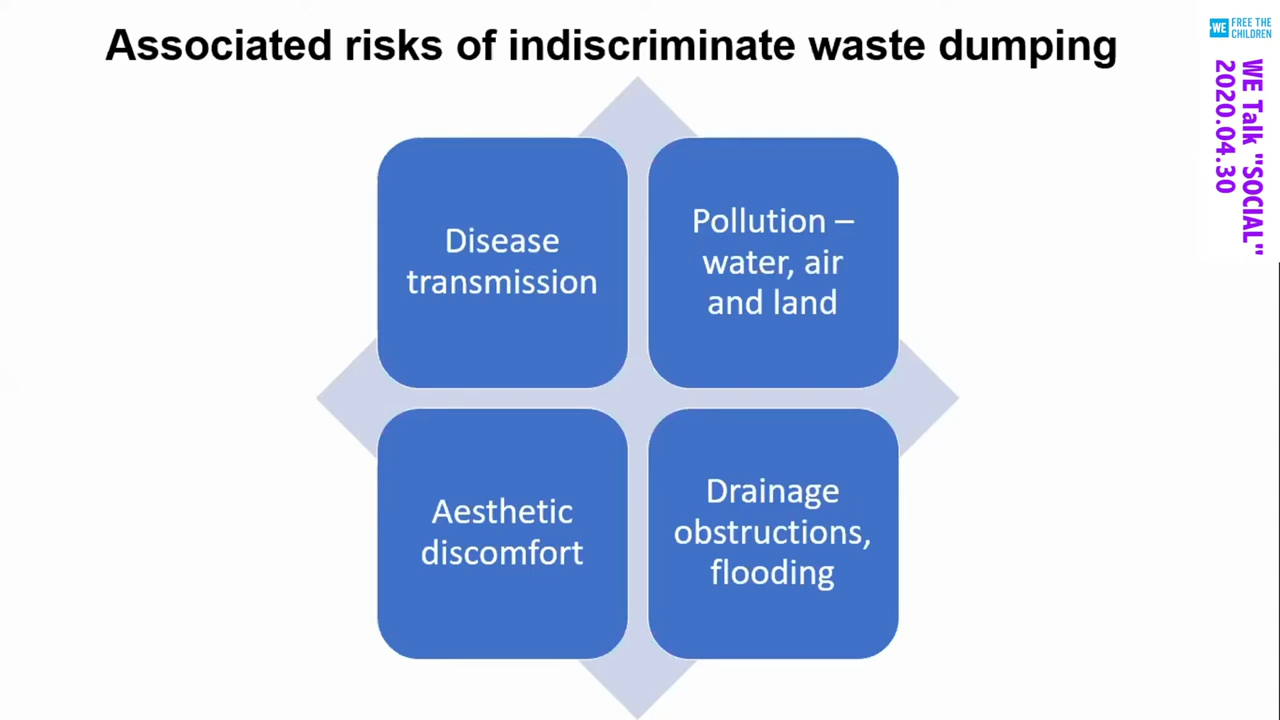 Associated risks of indiscriminate waste dumping
WE FREE THE
CHILDREN
WE Talk "SOCIAL"
2020.04.30
Disease
transmission
Pollution –
water, air
and land
Aesthetic
discomfort
Drainage
obstructions,
flooding